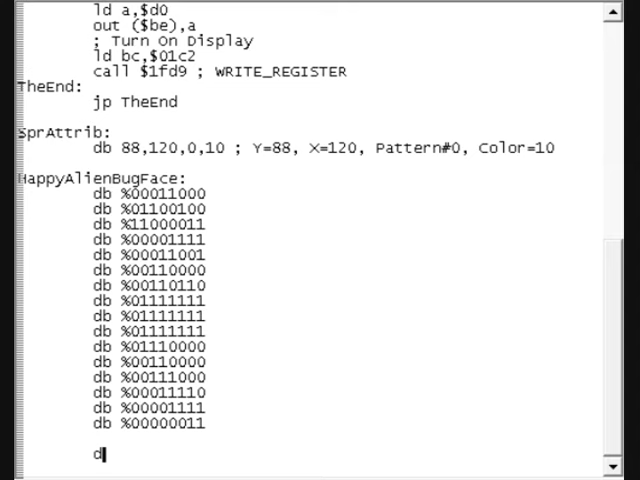 ld a,$d0
out ($be),a
; Turn On Display
ld bc,$01c2
call $1fd9 ; WRITE_REGISTER
TheEnd:
jp TheEnd
SprAttrib:
db 88,120,0,10 ; Y=88, X=120, Pattern#0, Color=10
HappyAlienBugFace:
db %00011000
db %01100100
db %11000011
db %00001111
db %00011001
db %00110000
db %00110110
db %01111111
db %01111111
db %01111111
db %01110000
db %00110000
db %00111000
db %00011110
db %00001111
db %00000011
d